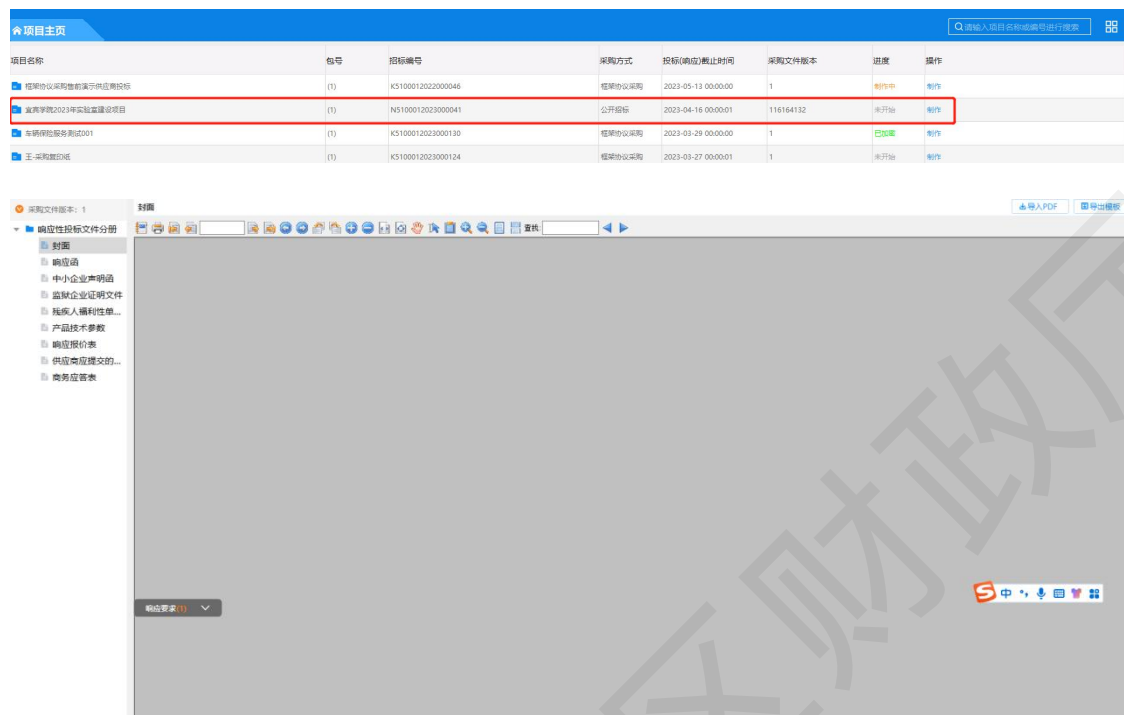 项目主页
请输入项目名称或编号进行搜索
项目名称 包号 招标编号 采购方式 投标(响应)截止时间 采购文件版本 进度 操作
框架协议采购售前演示供应商投标 (1) K5100012022000046 框架协议采购 2023-05-13 00:00:00 1 制作中 制作
宜宾学院2023年实验室建设项目 (1) N5100012023000041 公开招标 2023-04-16 00:00:01 116164132 未开始 制作
车辆保险服务测试001 (1) K5100012023000130 框架协议采购 2023-03-29 00:00:00 1 已加密 制作
王-采购复印纸 (1) K5100012023000124 框架协议采购 2023-03-27 00:00:01 1 未开始 制作
采购文件版本：1 封面 导入PDF 导出模板
响应性投标文件分册 查找:
封面
响应函
中小企业声明函
监狱企业证明文件
残疾人福利性单...
产品技术参数
响应报价表
供应商应提交的...
商务应答表
响应要求(1)
中
区财政厅